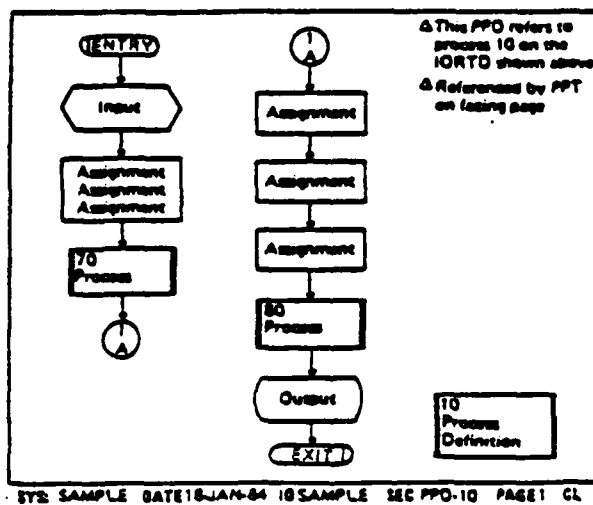 ENTRY
Input
Assignment
Assignment
Assignment
70
Process
1
A
1
A
Assignment
Assignment
Assignment
80
Process
Output
EXIT
△ This PPD refers to
process 10 on the
IORTD shown above
△ Referenced by PPT
on facing page
10
Process
Definition
SYS: SAMPLE DATE 18-JAN-84 ID SAMPLE SEC PPD-10 PAGE 1 CL